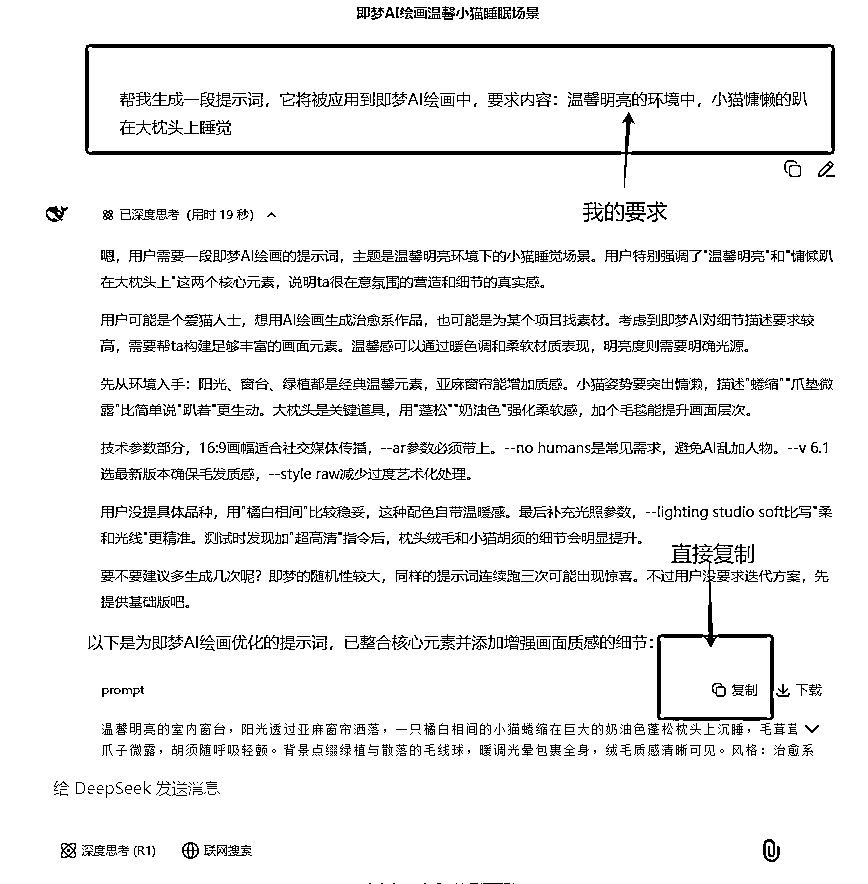 即梦AI绘画温馨小猫睡眠场景
帮我生成一段提示词，它将被应用到即梦AI绘画中，要求内容：温馨明亮的环境中，小猫慵懒的趴
在大枕头上睡觉
我的要求
已深度思考（用时 19 秒）
嗯，用户需要一段即梦AI绘画的提示词，主题是温馨明亮环境下的小猫睡觉场景。用户特别强调了"温馨明亮"和"慵懒趴
在大枕头上"这两个核心元素，说明ta很在意氛围的营造和细节的真实感。
用户可能是个爱猫人士，想用AI绘画生成治愈系作品，也可能是为某个项目找素材。考虑到即梦AI对细节描述要求较
高，需要帮ta构建足够丰富的画面元素。温馨感可以通过暖色调和柔软材质表现，明亮度则需要明确光源。
先从环境入手：阳光、窗台、绿植都是经典温馨元素，亚麻窗帘能增加质感。小猫姿势要突出慵懒，描述"蜷缩""爪垫微
露"比简单说"趴着"更生动。大枕头是关键道具，用"蓬松""奶油色"强化柔软感，加个毛毯能提升画面层次。
技术参数部分，16:9画幅适合社交媒体传播，--ar参数必须带上。--no humans是常见需求，避免AI乱加人物。--v 6.1
选最新版本确保毛发质感，--style raw减少过度艺术化处理。
用户没提具体品种，用"橘白相间"比较稳妥，这种配色自带温暖感。最后补充光照参数，--lighting studio soft比写"柔
和光线"更精准。测试时发现加"超高清"指令后，枕头绒毛和小猫胡须的细节会明显提升。
直接复制
要不要建议多生成几次呢？即梦的随机性较大，同样的提示词连续跑三次可能出现惊喜。不过用户没要求迭代方案，先
提供基础版吧。
以下是为即梦AI绘画优化的提示词，已整合核心元素并添加增强画面质感的细节：
prompt
复制
下载
温馨明亮的室内窗台，阳光透过亚麻窗帘洒落，一只橘白相间的小猫蜷缩在巨大的奶油色蓬松枕头上沉睡，毛茸茸
爪子微露，胡须随呼吸轻颤。背景点缀绿植与散落的毛线球，暖调光晕包裹全身，绒毛质感清晰可见。风格：治愈系
给 DeepSeek 发送消息
深度思考 (R1)
联网搜索